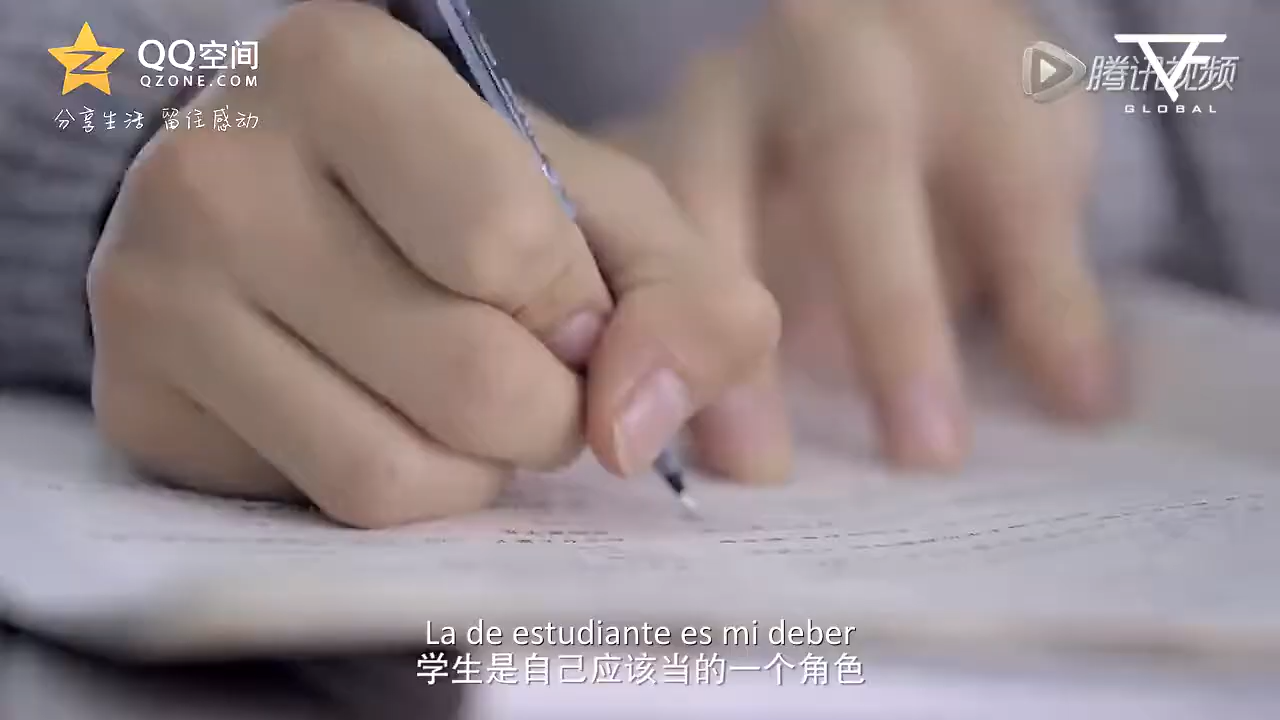 QQ空间
QZONE.COM
分享生活 留住感动
腾讯视频
TF
GLOBAL
La de estudiante es mi deber
学生是自己应该当的一个角色